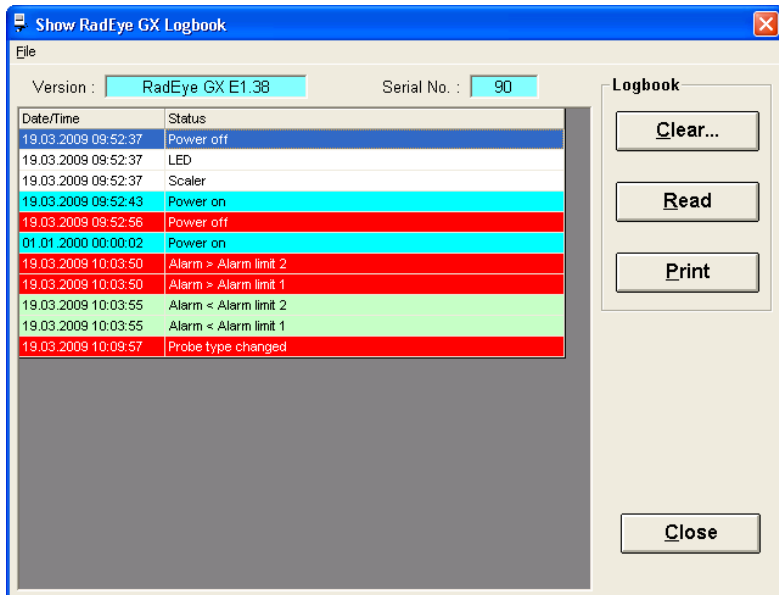 Show RadEye GX Logbook
File
Version : RadEye GX E1.38 Serial No. : 90
Logbook
Clear...
Read
Print
Date/Time Status
19.03.2009 09:52:37 Power off
19.03.2009 09:52:37 LED
19.03.2009 09:52:37 Scaler
19.03.2009 09:52:43 Power on
19.03.2009 09:52:56 Power off
01.01.2000 00:00:02 Power on
19.03.2009 10:03:50 Alarm > Alarm limit 2
19.03.2009 10:03:50 Alarm > Alarm limit 1
19.03.2009 10:03:55 Alarm < Alarm limit 2
19.03.2009 10:03:55 Alarm < Alarm limit 1
19.03.2009 10:09:57 Probe type changed
Close